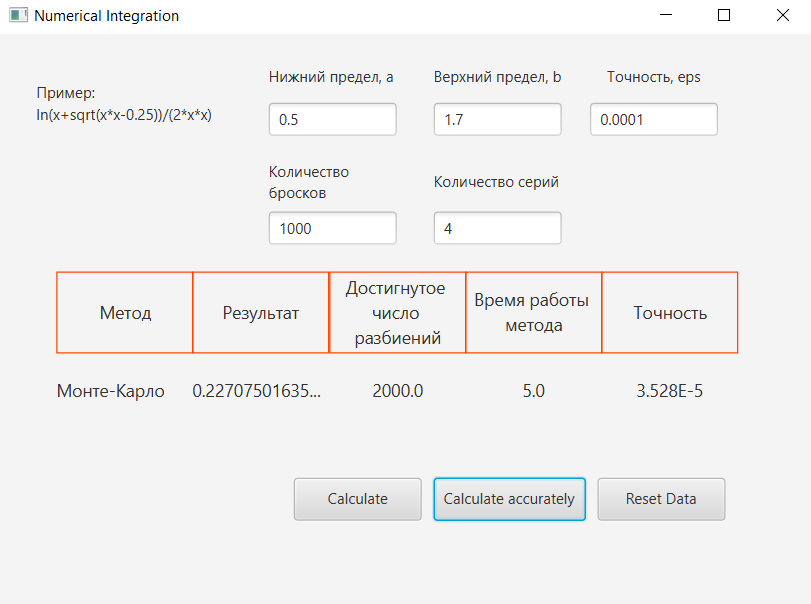 Numerical Integration
Пример:
ln(x+sqrt(x*x-0.25))/(2*x*x)
Нижний предел, a
Верхний предел, b
Точность, eps
0.5
1.7
0.0001
Количество
бросков
Количество серий
1000
4
Метод
Результат
Достигнутое
число
разбиений
Время работы
метода
Точность
Монте-Карло
0.22707501635...
2000.0
5.0
3.528E-5
Calculate
Calculate accurately
Reset Data